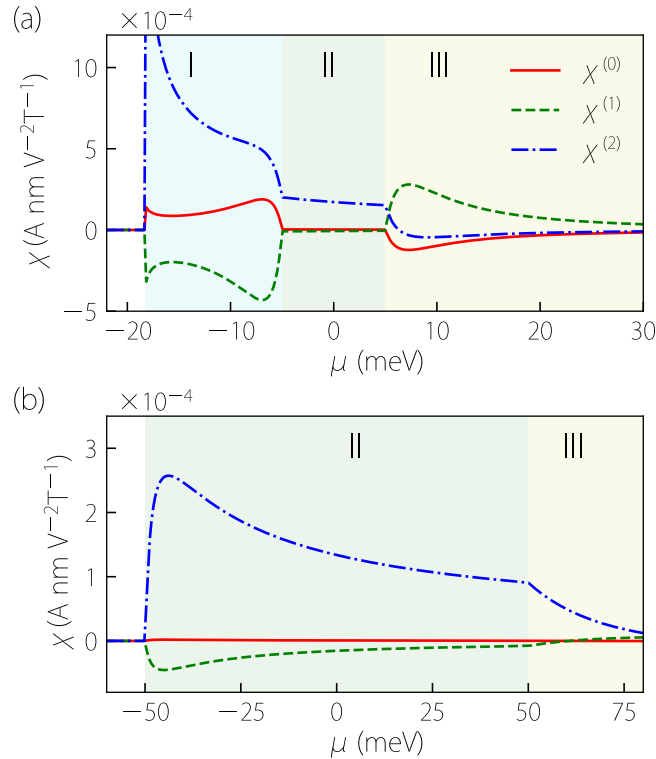 (a)
×10⁻⁴
I II III
χ⁽⁰⁾
χ⁽¹⁾
χ⁽²⁾
10
5
0
−5
χ (A nm V⁻²T⁻¹)
−20 −10 0 10 20 30
μ (meV)
(b)
×10⁻⁴
II III
3
2
1
0
χ (A nm V⁻²T⁻¹)
−50 −25 0 25 50 75
μ (meV)